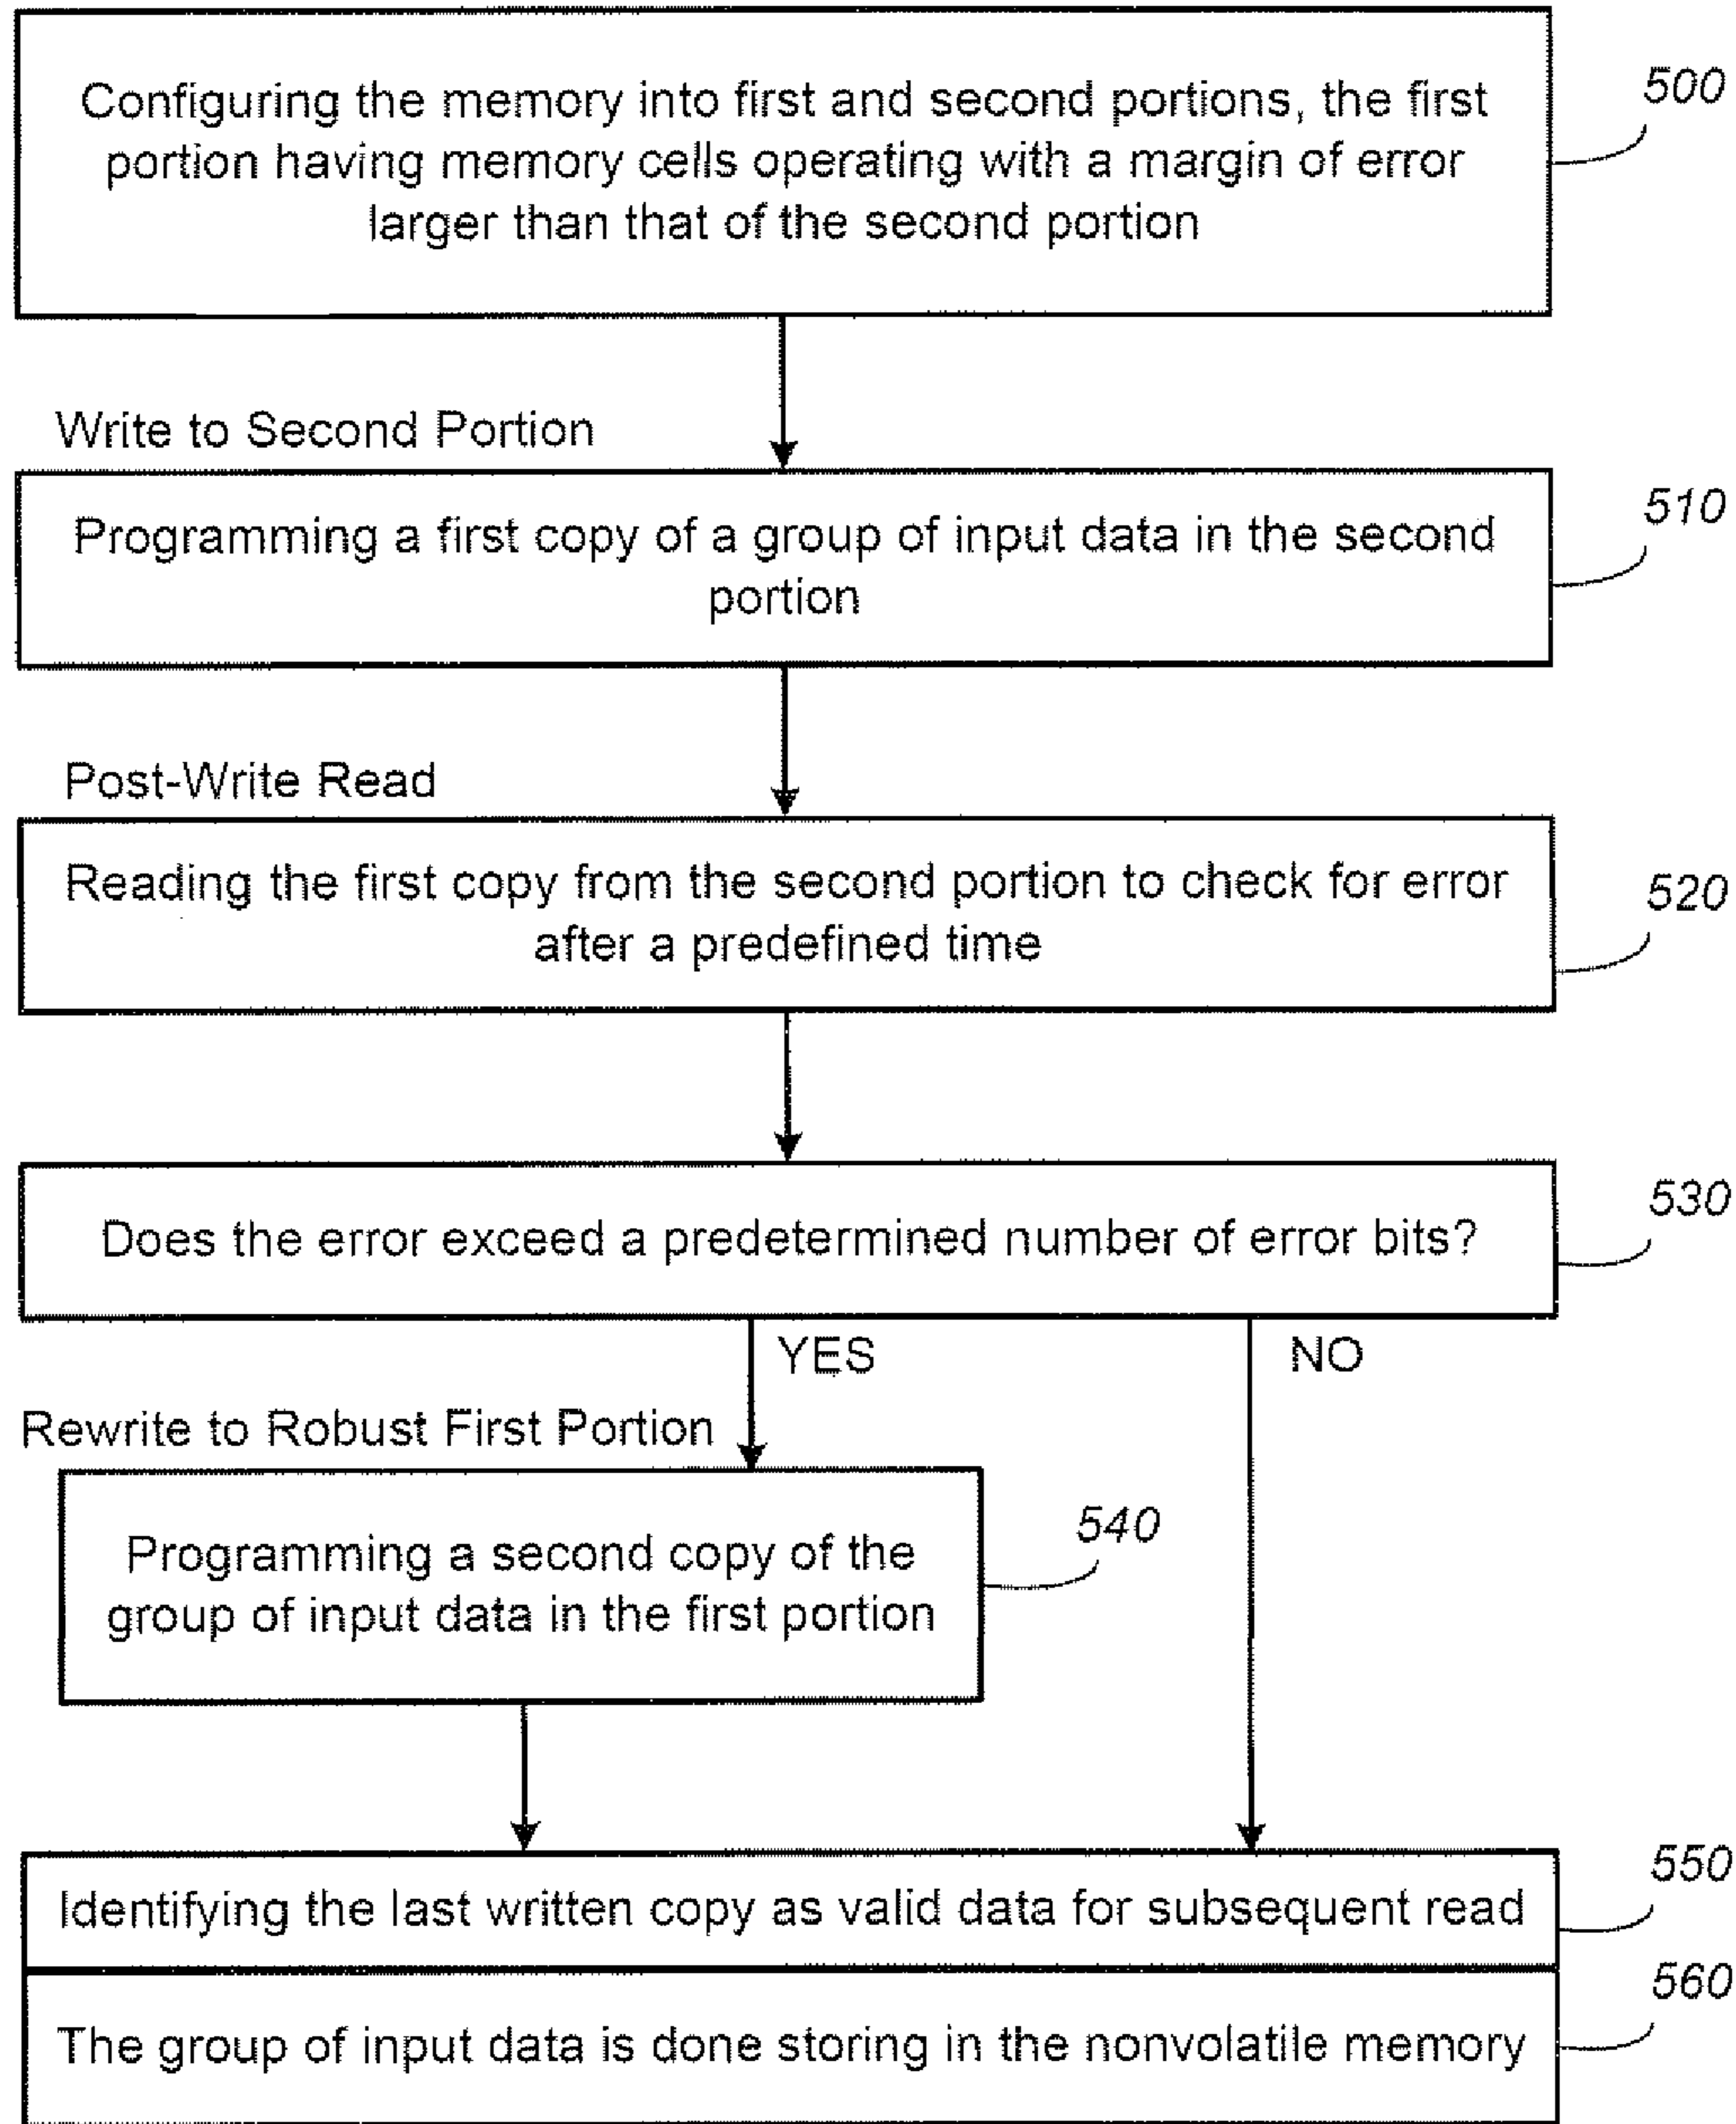 Configuring the memory into first and second portions, the first
portion having memory cells operating with a margin of error
larger than that of the second portion
500
Write to Second Portion
Programming a first copy of a group of input data in the second
portion
510
Post-Write Read
Reading the first copy from the second portion to check for error
after a predefined time
520
Does the error exceed a predetermined number of error bits?
530
YES
NO
Rewrite to Robust First Portion
Programming a second copy of the
group of input data in the first portion
540
Identifying the last written copy as valid data for subsequent read
550
The group of input data is done storing in the nonvolatile memory
560